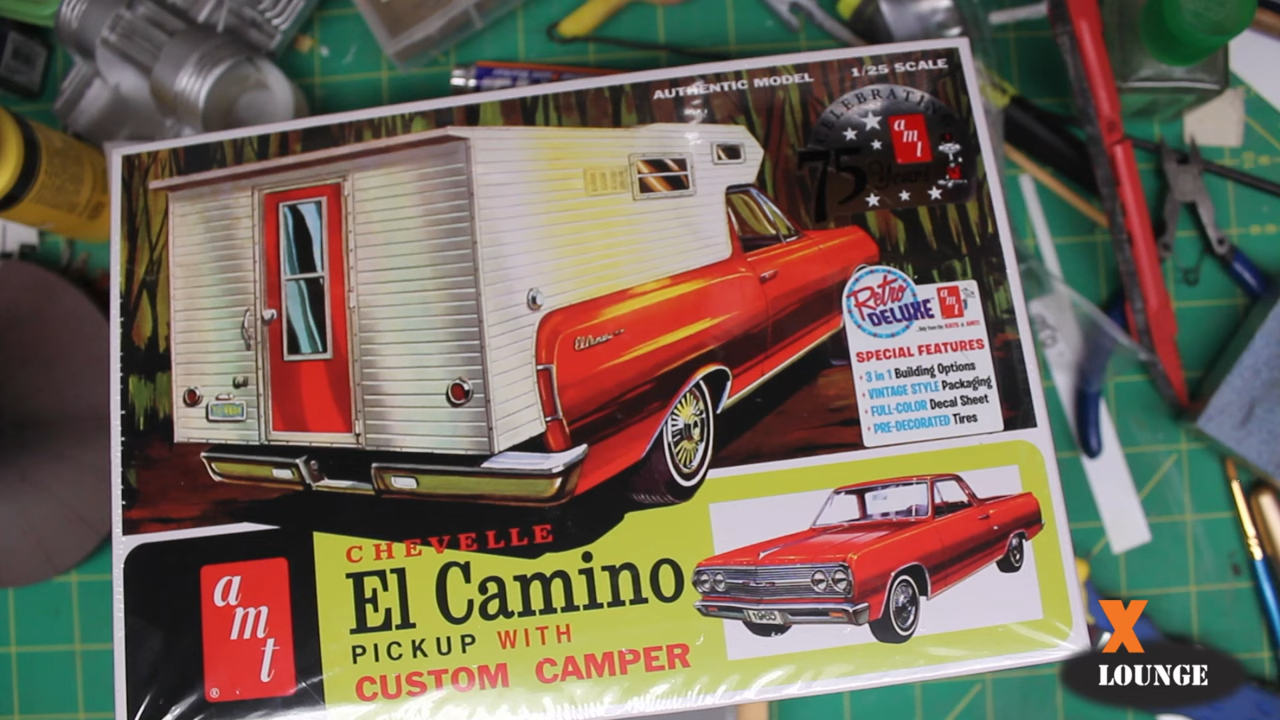 AUTHENTIC MODEL
1/25 SCALE
CELEBRATING
amt
75 Years
El Camino
Retro
DELUXE
amt
SPECIAL FEATURES
3 in 1 Building Options
VINTAGE STYLE Packaging
FULL-COLOR Decal Sheet
PRE-DECORATED Tires
CHEVELLE
El Camino
PICKUP WITH
CUSTOM CAMPER
amt
®
1965
X
LOUNGE